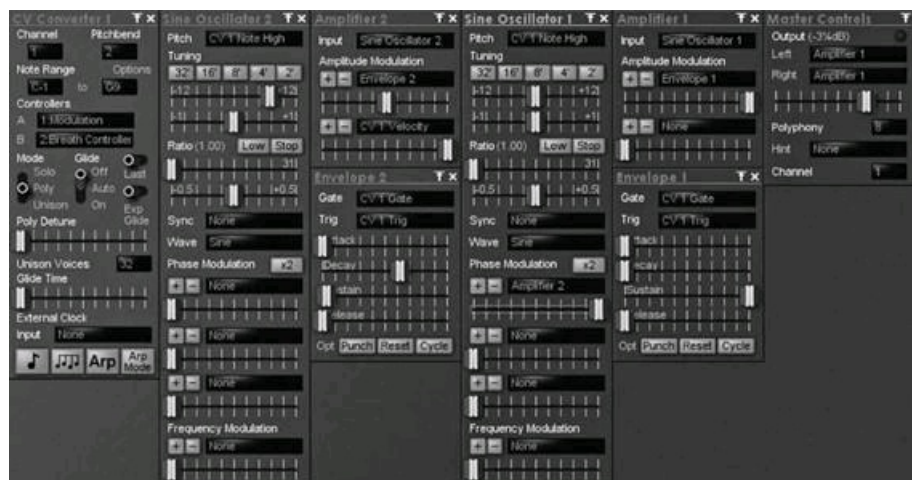 CV Converter 1
Channel Pitchbend
1 2
Note Range Options
C-1 to G9
Controllers
A 1:Modulation
B 2:Breath Controller
Mode Glide
Solo Off Last
Poly Auto
Unison On Exp
Poly Detune Glide
Unison Voices 32
Glide Time
External Clock
Input None
Arp Arp Mode
Sine Oscillator 2
Pitch CV 1 Note High
Tuning
32' 16' 8' 4' 2'
-12 +12
-1 +1
Ratio (1.00) Low Stop
31
-0.5 +0.5
Sync None
Wave Sine
Phase Modulation x2
+ - None
+ - None
+ - None
Frequency Modulation
+ - None
Amplifier 2
Input Sine Oscillator 2
Amplitude Modulation
+ - Envelope 2
+ - CV 1 Velocity
Envelope 2
Gate CV 1 Gate
Trig CV 1 Trig
ttack
Decay
stain
elease
Opt Punch Reset Cycle
Sine Oscillator 1
Pitch CV 1 Note High
Tuning
32' 16' 8' 4' 2'
-12 +12
-1 +1
Ratio (1.00) Low Stop
31
-0.5 +0.5
Sync None
Wave Sine
Phase Modulation x2
+ - Amplifier 2
+ - None
+ - None
Frequency Modulation
+ - None
Amplifier 1
Input Sine Oscillator 1
Amplitude Modulation
+ - Envelope 1
+ - None
Envelope 1
Gate CV 1 Gate
Trig CV 1 Trig
ttack
ecay
Sustain
elease
Opt Punch Reset Cycle
Master Controls
Output (-3¼dB)
Left Amplifier 1
Right Amplifier 1
Polyphony 8
Hint None
Channel 1